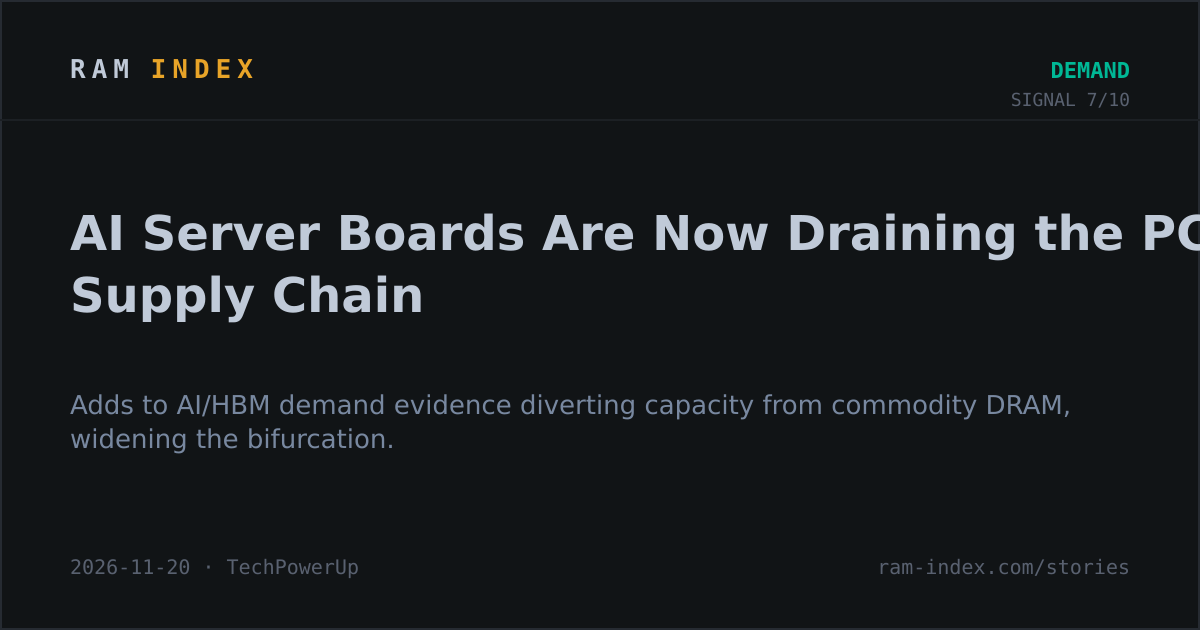 RAM INDEX
DEMAND
SIGNAL 7/10
AI Server Boards Are Now Draining the PC
Supply Chain
Adds to AI/HBM demand evidence diverting capacity from commodity DRAM,
widening the bifurcation.
2026-11-20 · TechPowerUp
ram-index.com/stories